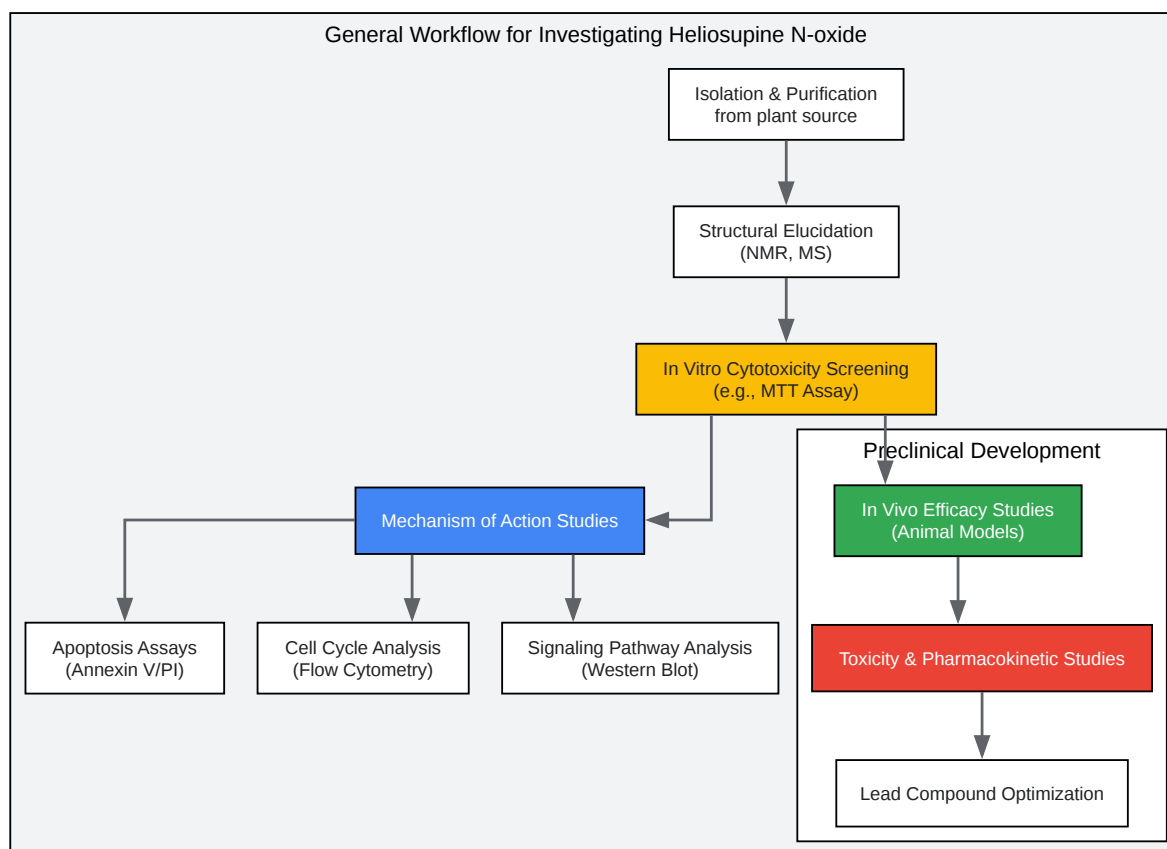 General Workflow for Investigating Heliosupine N-oxide
Isolation & Purification
from plant source
Structural Elucidation
(NMR, MS)
In Vitro Cytotoxicity Screening
(e.g., MTT Assay)
Preclinical Development
Mechanism of Action Studies
In Vivo Efficacy Studies
(Animal Models)
Apoptosis Assays
(Annexin V/PI)
Cell Cycle Analysis
(Flow Cytometry)
Signaling Pathway Analysis
(Western Blot)
Toxicity & Pharmacokinetic Studies
Lead Compound Optimization